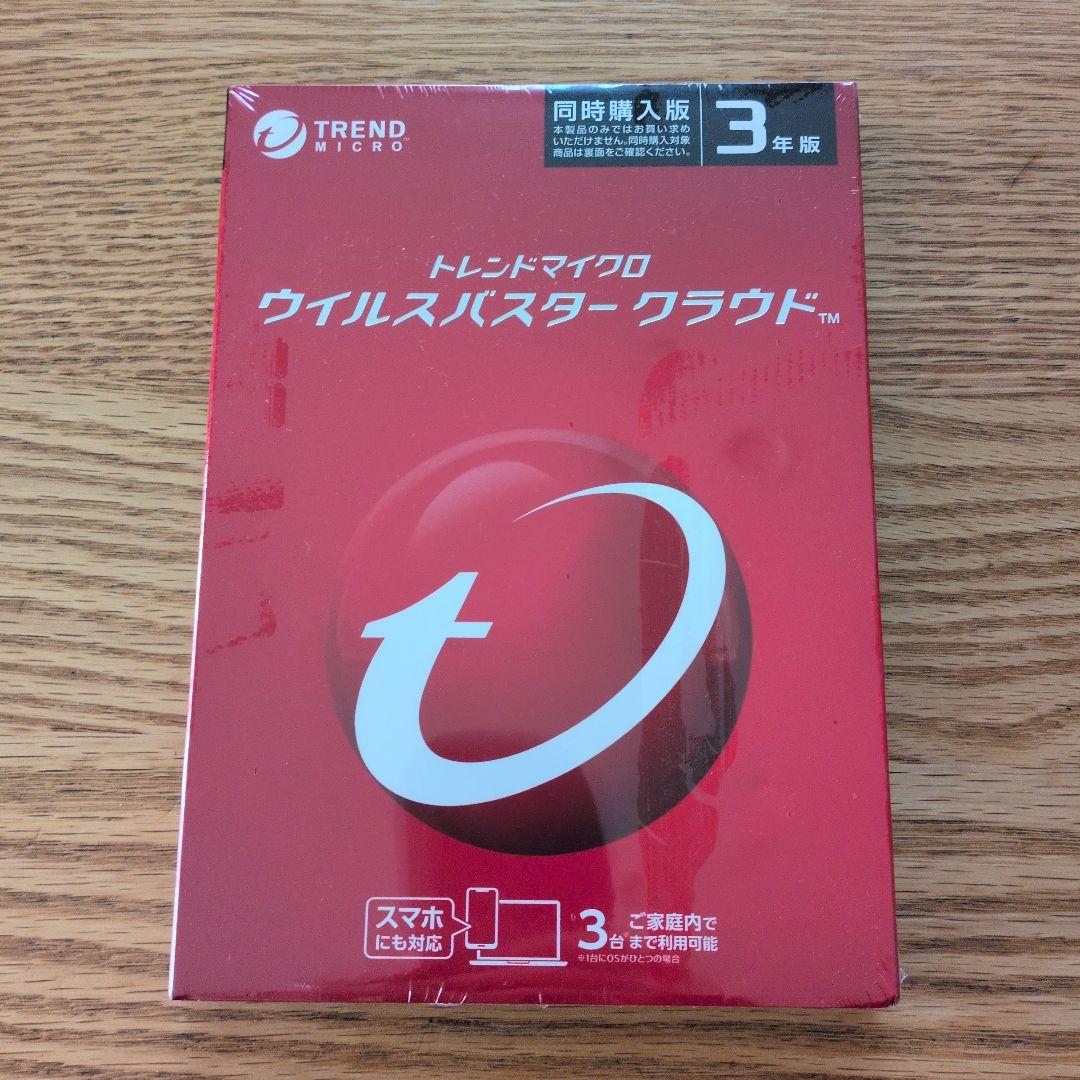 TREND
MICRO
同時購入版
本製品のみではお買い求め
いただけません。同時購入対象
商品は裏面をご確認ください。
3年版
トレンドマイクロ
ウイルスバスター クラウド™
スマホ
にも対応
3台
ご家庭内で
まで利用可能
※1台にOSがひとつの場合